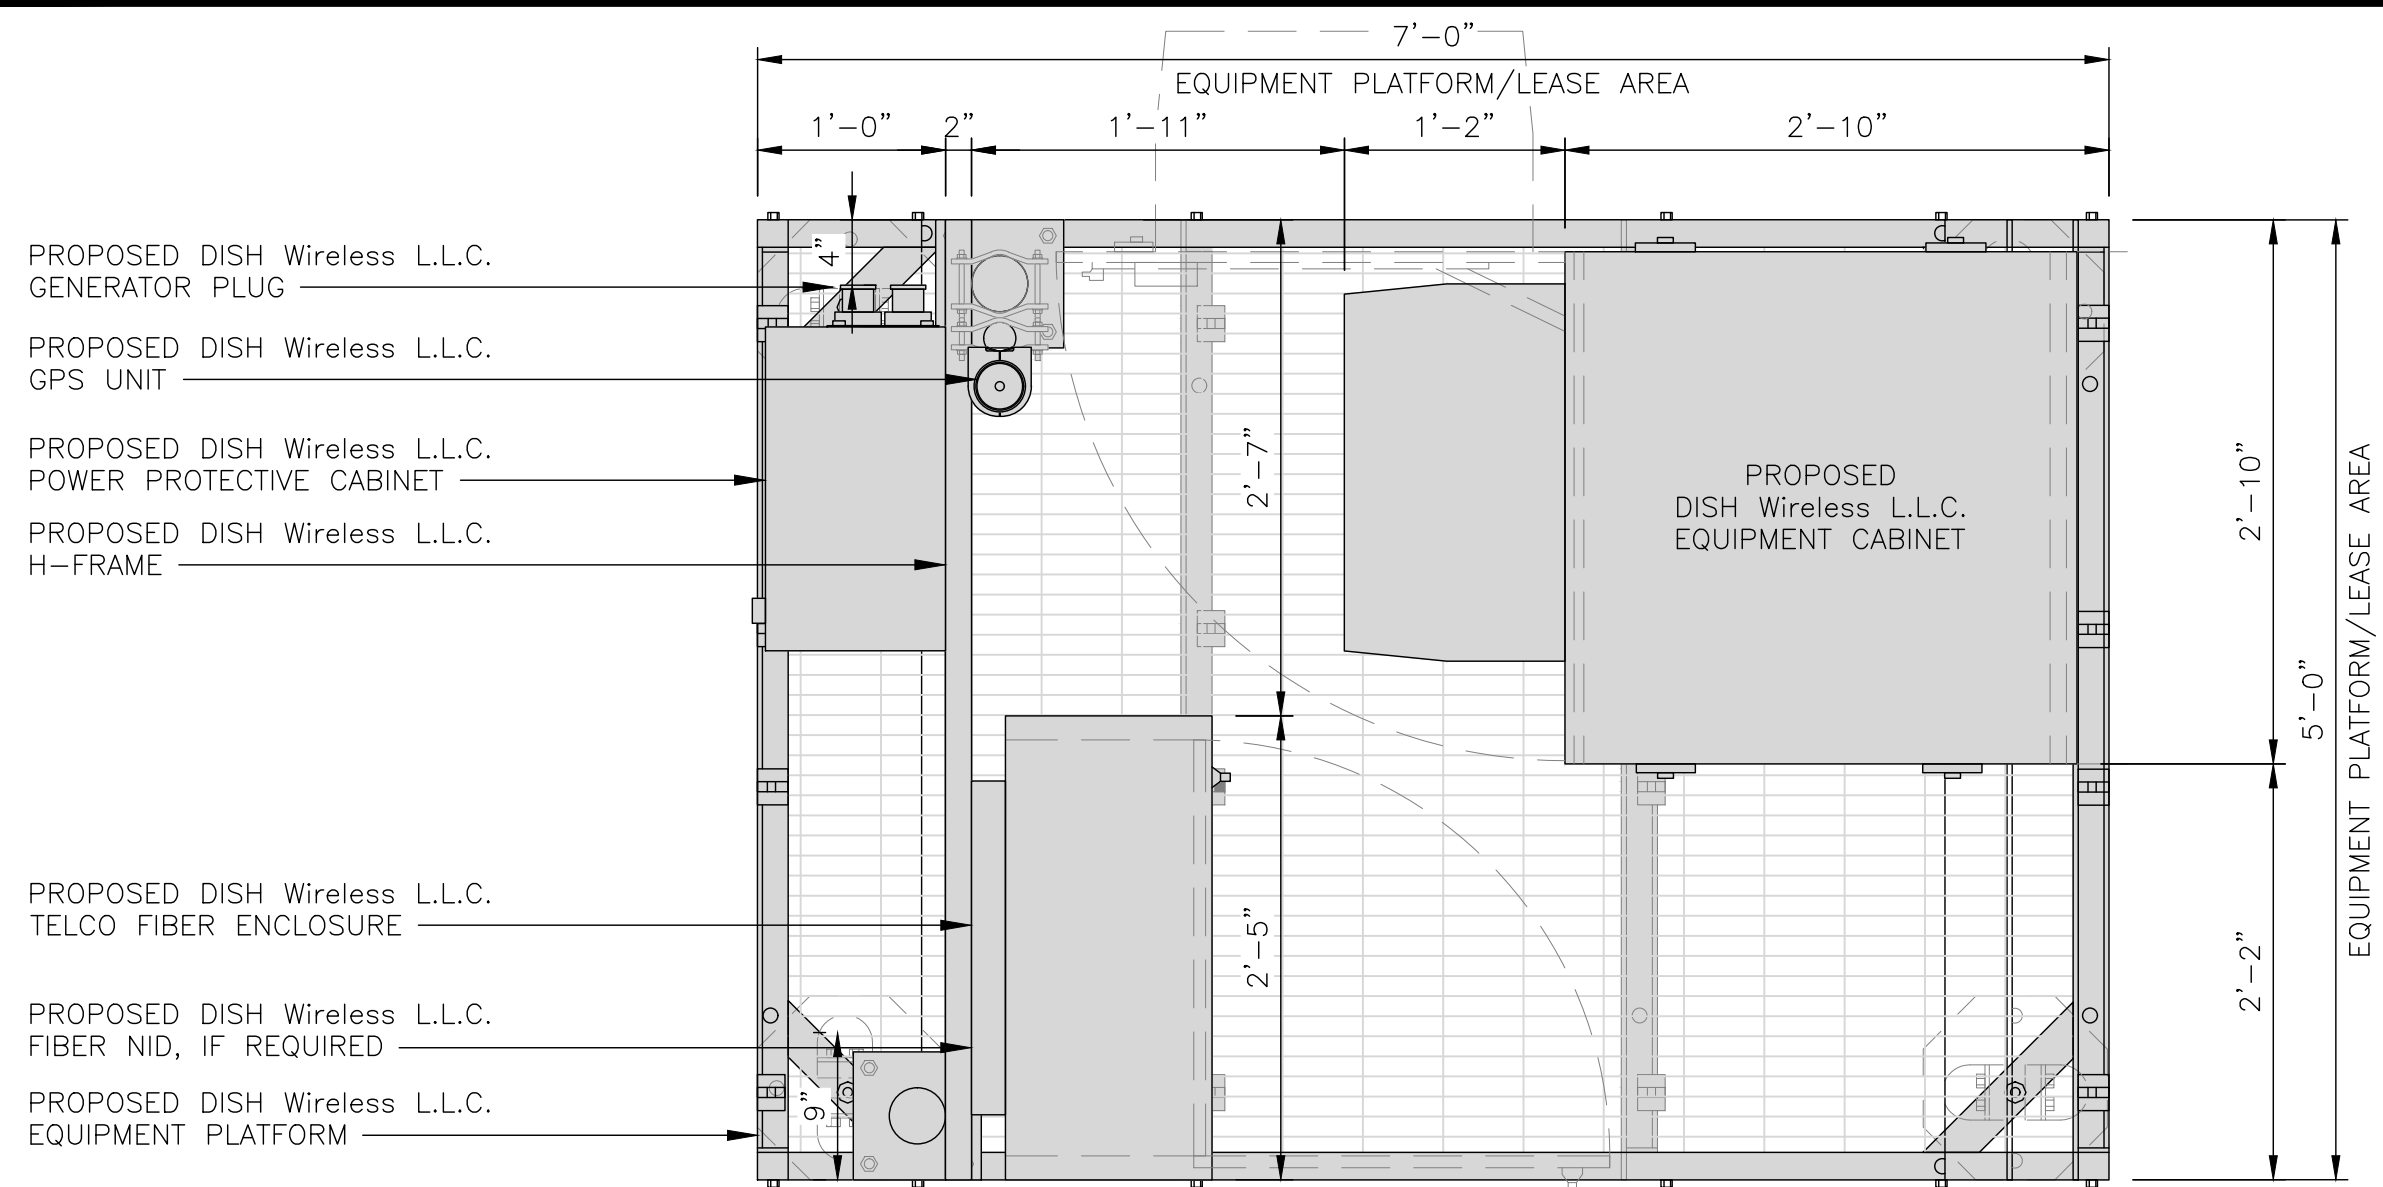 7'-0"
EQUIPMENT PLATFORM/LEASE AREA
1'-0" 2" 1'-11" 1'-2" 2'-10"
4"
PROPOSED DISH Wireless L.L.C.
GENERATOR PLUG
PROPOSED DISH Wireless L.L.C.
GPS UNIT
PROPOSED DISH Wireless L.L.C.
POWER PROTECTIVE CABINET
PROPOSED DISH Wireless L.L.C.
H-FRAME
2'-7"
PROPOSED
DISH Wireless L.L.C.
EQUIPMENT CABINET
2'-10"
5'-0"
EQUIPMENT PLATFORM/LEASE AREA
PROPOSED DISH Wireless L.L.C.
TELCO FIBER ENCLOSURE
2'-5"
2'-2"
PROPOSED DISH Wireless L.L.C.
FIBER NID, IF REQUIRED
9"
PROPOSED DISH Wireless L.L.C.
EQUIPMENT PLATFORM